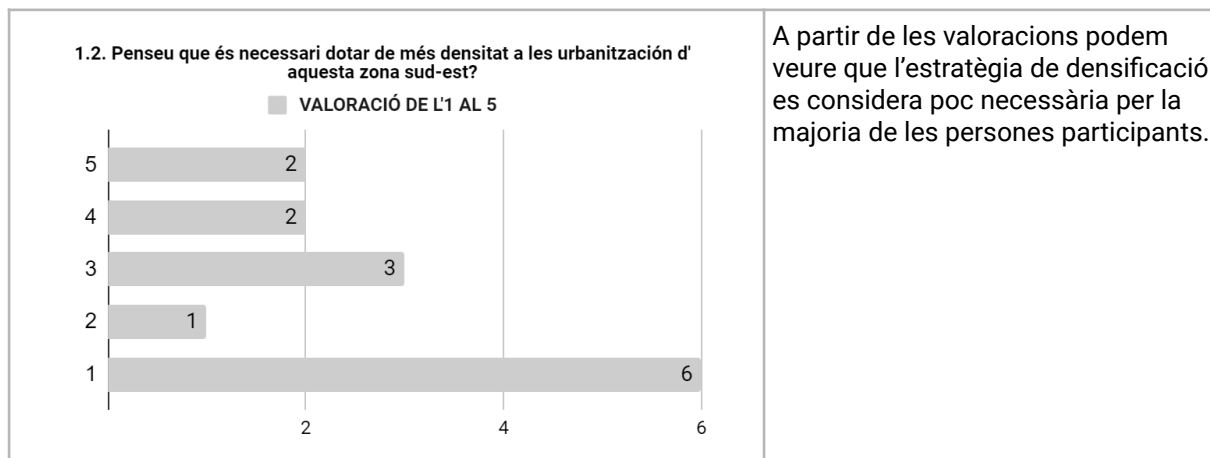 1.2. Penseu que és necessari dotar de més densitat a les urbanització d'
aquesta zona sud-est?
VALORACIÓ DE L'1 AL 5
5
2
4
2
3
3
2
1
1
6
2
4
6
A partir de les valoracions podem
veure que l’estratègia de densificació
es considera poc necessària per la
majoria de les persones participants.